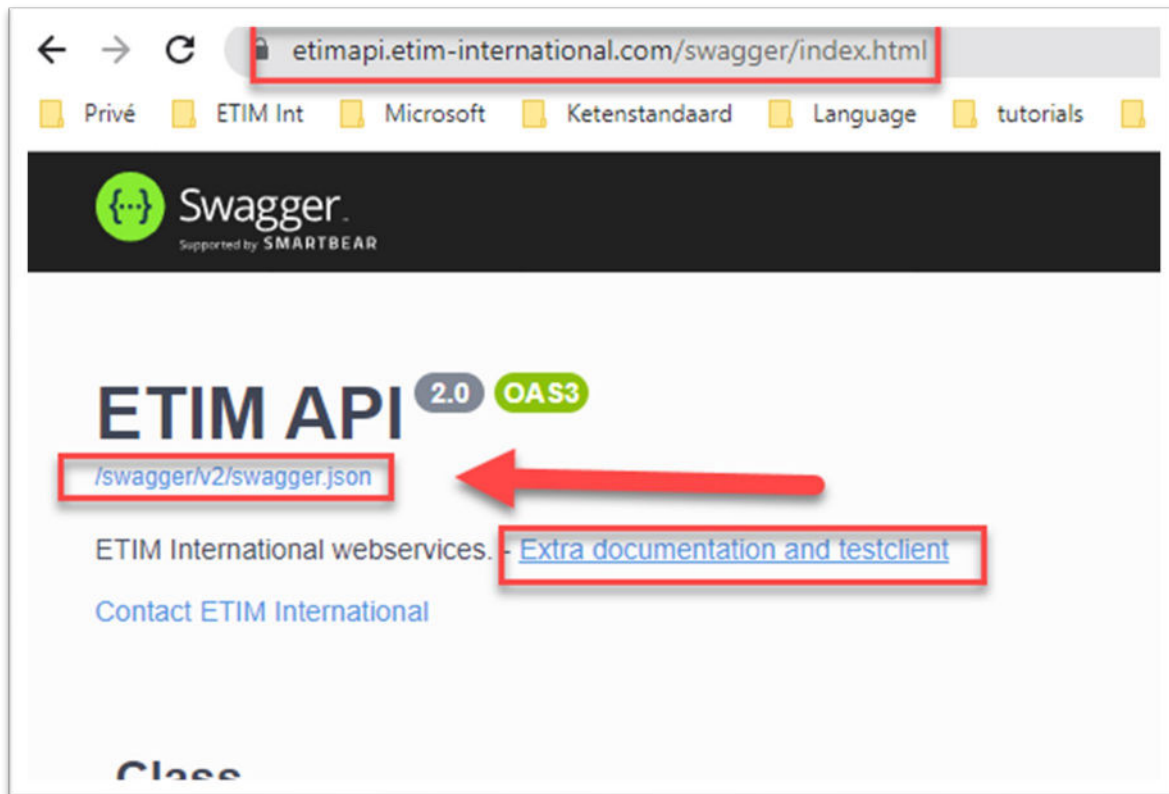 etimapi.etim-international.com/swagger/index.html
Privé ETIM Int Microsoft Ketenstandaard Language tutorials
{···} Swagger.
Supported by SMARTBEAR
ETIM API 2.0 OAS3
/swagger/v2/swagger.json
ETIM International webservices. - Extra documentation and testclient
Contact ETIM International
Class